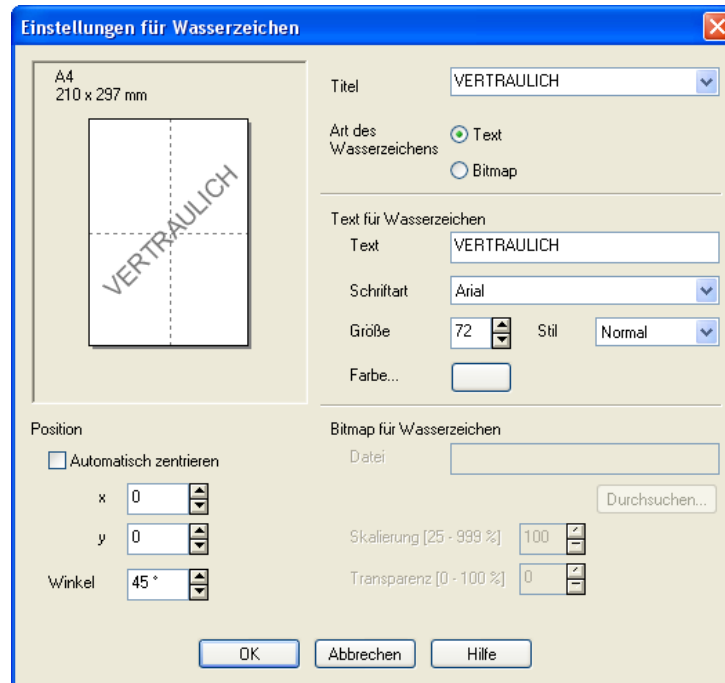 Einstellungen für Wasserzeichen
A4
210 x 297 mm
VERTRAULICH
Titel VERTRAULICH
Art des
Wasserzeichens
Text
Bitmap
Text für Wasserzeichen
Text VERTRAULICH
Schriftart Arial
Größe 72 Stil Normal
Farbe...
Position
Automatisch zentrieren
x 0
y 0
Winkel 45 °
Bitmap für Wasserzeichen
Datei
Durchsuchen...
Skalierung [25 - 999 %] 100
Transparenz [0 - 100 %] 0
OK Abbrechen Hilfe